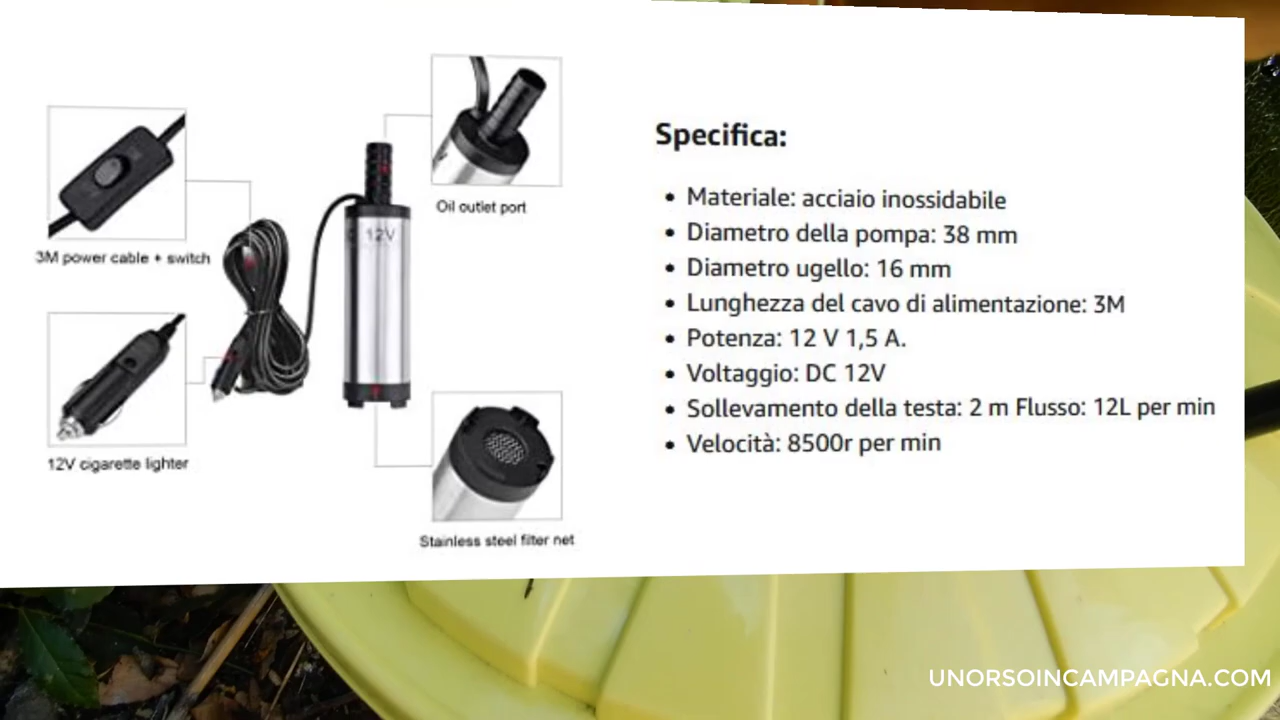 3M power cable + switch
12V cigarette lighter
12V
Oil outlet port
Stainless steel filter net
Specifica:
• Materiale: acciaio inossidabile
• Diametro della pompa: 38 mm
• Diametro ugello: 16 mm
• Lunghezza del cavo di alimentazione: 3M
• Potenza: 12 V 1,5 A.
• Voltaggio: DC 12V
• Sollevamento della testa: 2 m Flusso: 12L per min
• Velocità: 8500r per min
UNORSOINCAMPAGNA.COM